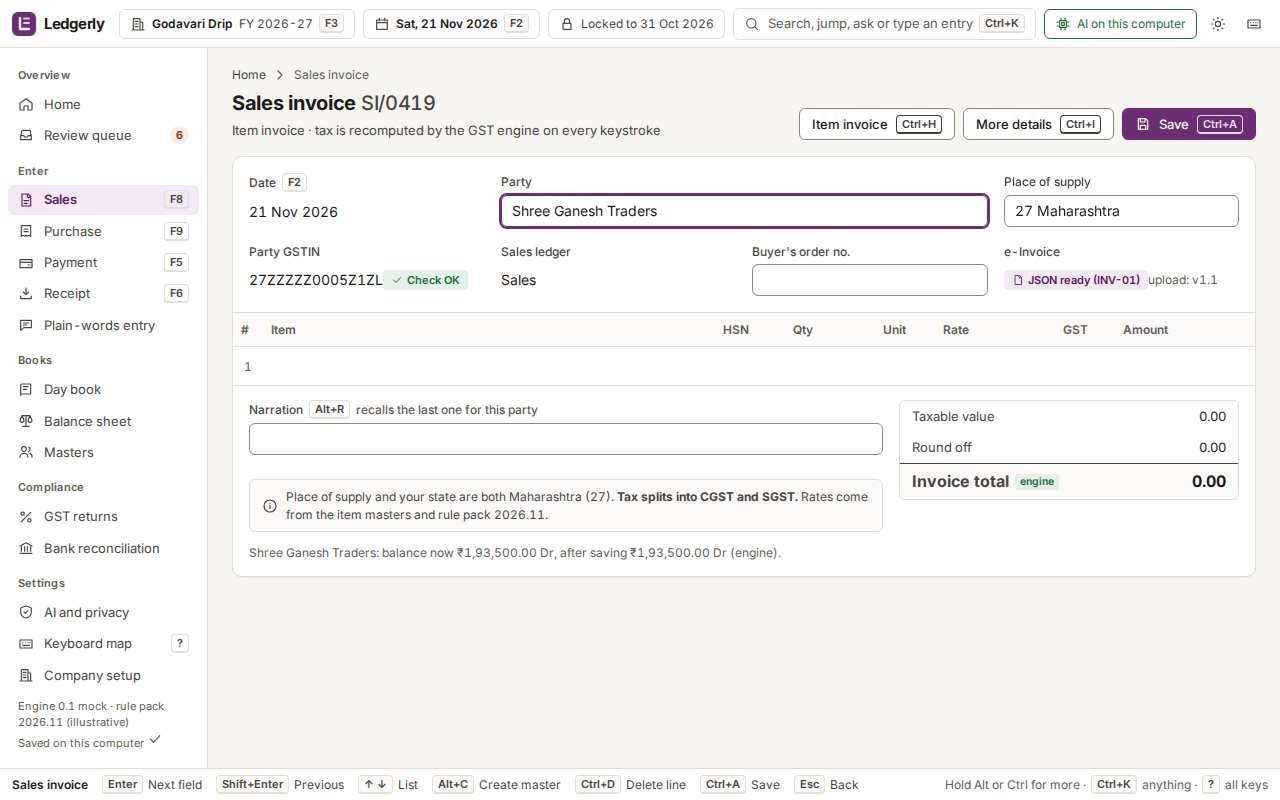 Ledgerly
Godavari Drip FY 2026-27 F3
Sat, 21 Nov 2026 F2
Locked to 31 Oct 2026
Search, jump, ask or type an entry Ctrl+K
AI on this computer
Overview
Home
Review queue 6
Enter
Sales F8
Purchase F9
Payment F5
Receipt F6
Plain-words entry
Books
Day book
Balance sheet
Masters
Compliance
GST returns
Bank reconciliation
Settings
AI and privacy
Keyboard map ?
Company setup
Engine 0.1 mock · rule pack
2026.11 (illustrative)
Saved on this computer
Home Sales invoice
Sales invoice SI/0419
Item invoice · tax is recomputed by the GST engine on every keystroke
Item invoice Ctrl+H
More details Ctrl+I
Save Ctrl+A
Date F2
Party
Place of supply
21 Nov 2026
Shree Ganesh Traders
27 Maharashtra
Party GSTIN
Sales ledger
Buyer's order no.
e-Invoice
27ZZZZZ0005Z1ZL Check OK
Sales
JSON ready (INV-01) upload: v1.1
# Item HSN Qty Unit Rate GST Amount
1
Narration Alt+R recalls the last one for this party
Taxable value 0.00
Round off 0.00
Invoice total engine 0.00
Place of supply and your state are both Maharashtra (27). Tax splits into CGST and SGST. Rates come
from the item masters and rule pack 2026.11.
Shree Ganesh Traders: balance now ₹1,93,500.00 Dr, after saving ₹1,93,500.00 Dr (engine).
Sales invoice Enter Next field Shift+Enter Previous ↑ ↓ List Alt+C Create master Ctrl+D Delete line Ctrl+A Save Esc Back Hold Alt or Ctrl for more · Ctrl+K anything · ? all keys